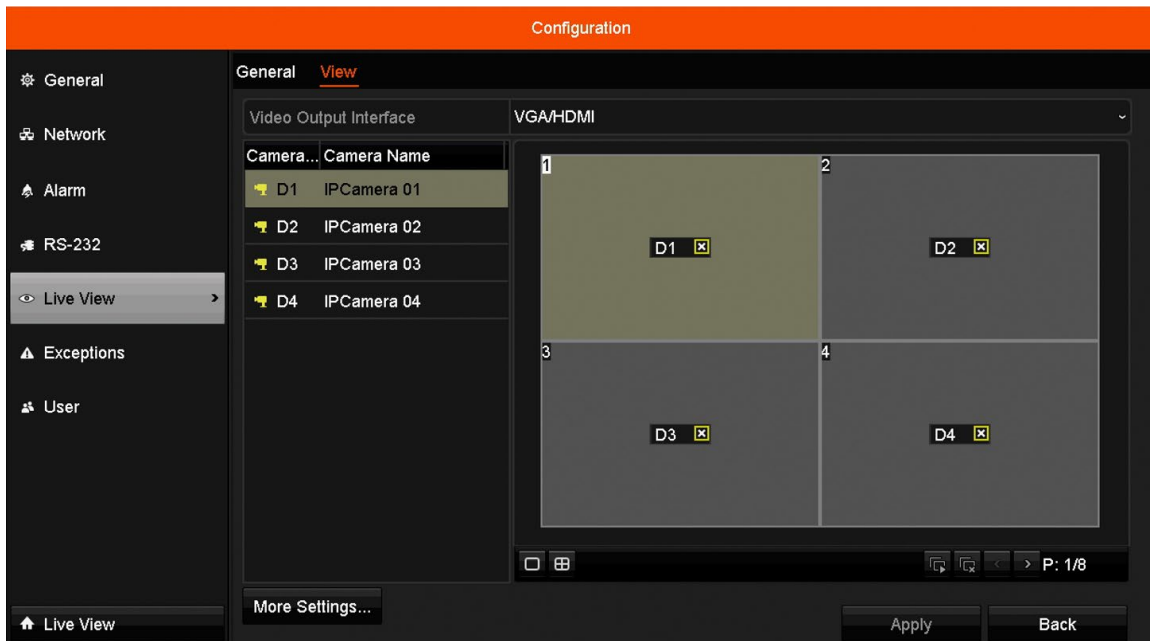 Configuration
General
Network
Alarm
RS-232
Live View
Exceptions
User
Live View
General View
Video Output Interface VGA/HDMI
Camera... Camera Name
D1 IPCamera 01
D2 IPCamera 02
D3 IPCamera 03
D4 IPCamera 04
1 2
D1 D2
3 4
D3 D4
P: 1/8
More Settings...
Apply Back